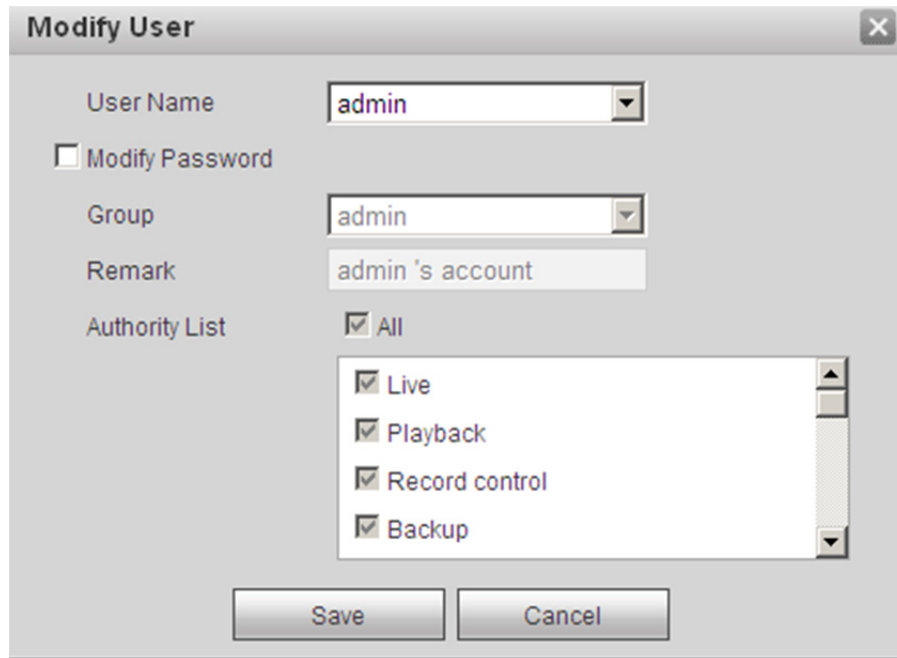 Modify User
User Name admin
Modify Password
Group admin
Remark admin 's account
Authority List All
Live
Playback
Record control
Backup
Save Cancel